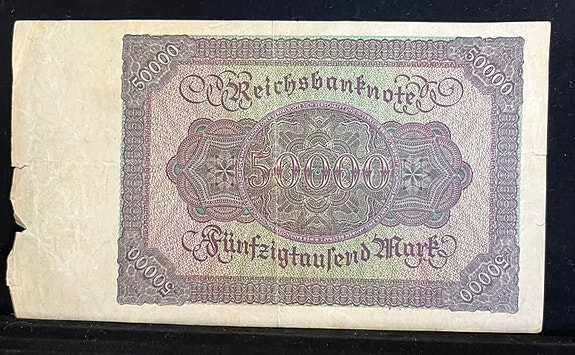 50000 50000
Reichsbanknote
50000
Fünfzigtausend Mark
50000 50000